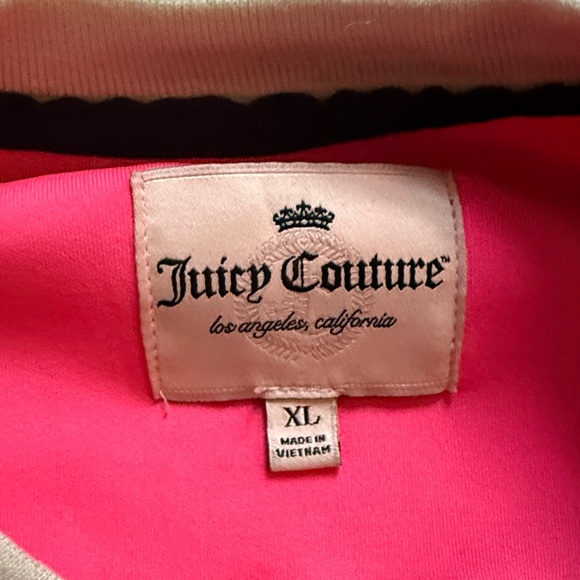 Juicy Couture™
los angeles, california
XL
MADE IN
VIETNAM